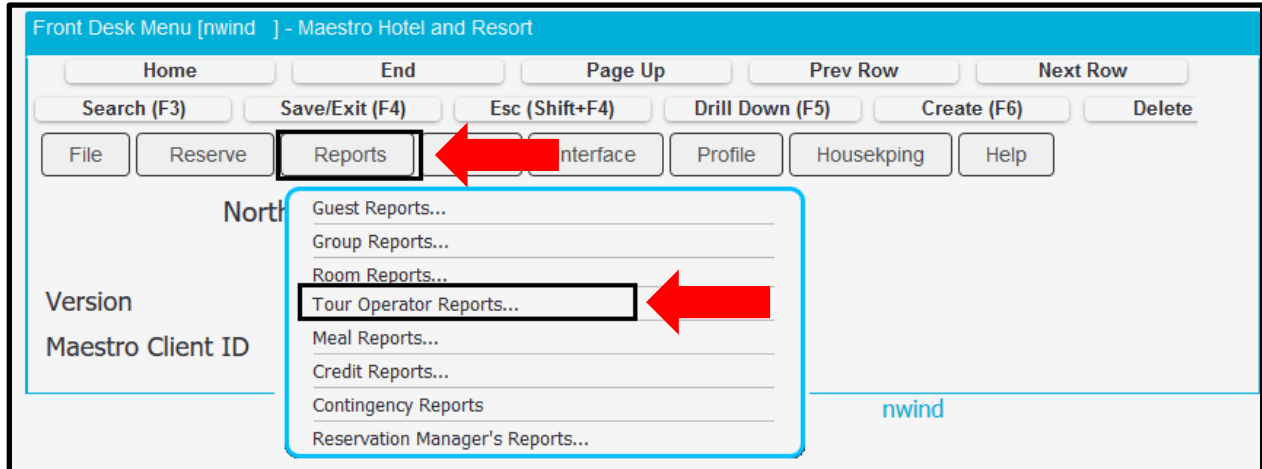 Front Desk Menu [nwind ] - Maestro Hotel and Resort
Home End Page Up Prev Row Next Row
Search (F3) Save/Exit (F4) Esc (Shift+F4) Drill Down (F5) Create (F6) Delete
File Reserve Reports nterface Profile Housekping Help
North
Guest Reports...
Group Reports...
Room Reports...
Version
Tour Operator Reports...
Meal Reports...
Maestro Client ID
Credit Reports...
Contingency Reports
nwind
Reservation Manager's Reports...